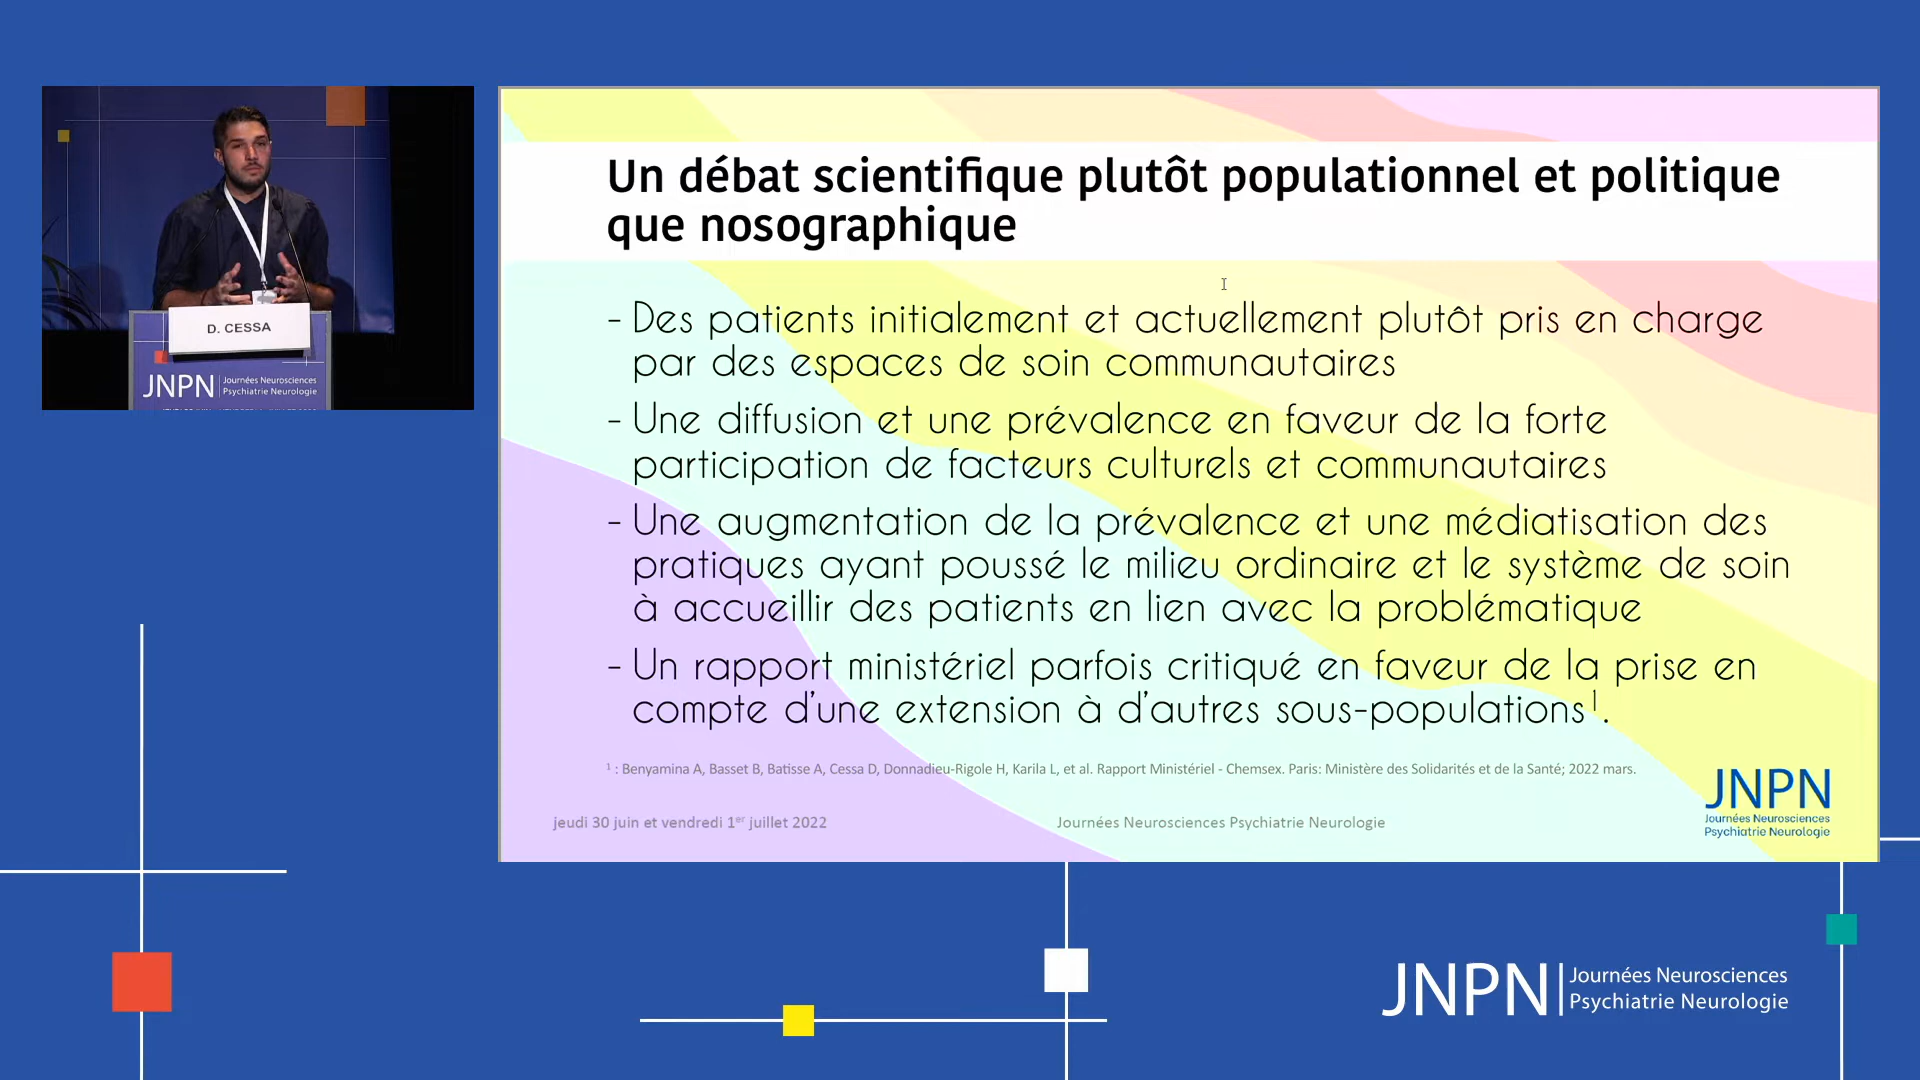 D. CESSA
JNPN
Journées Neurosciences
Psychiatrie Neurologie
Un débat scientifique plutôt populationnel et politique
que nosographique
- Des patients initialement et actuellement plutôt pris en charge
par des espaces de soin communautaires
- Une diffusion et une prévalence en faveur de la forte
participation de facteurs culturels et communautaires
- Une augmentation de la prévalence et une médiatisation des
pratiques ayant poussé le milieu ordinaire et le système de soin
à accueillir des patients en lien avec la problématique
- Un rapport ministériel parfois critiqué en faveur de la prise en
compte d'une extension à d'autres sous-populations¹.
¹ : Benyamina A, Basset B, Batisse A, Cessa D, Donnadieu-Rigole H, Karila L, et al. Rapport Ministériel - Chemsex. Paris: Ministère des Solidarités et de la Santé; 2022 mars.
jeudi 30 juin et vendredi 1er juillet 2022
Journées Neurosciences Psychiatrie Neurologie
JNPN
Journées Neurosciences
Psychiatrie Neurologie
JNPN
Journées Neurosciences
Psychiatrie Neurologie